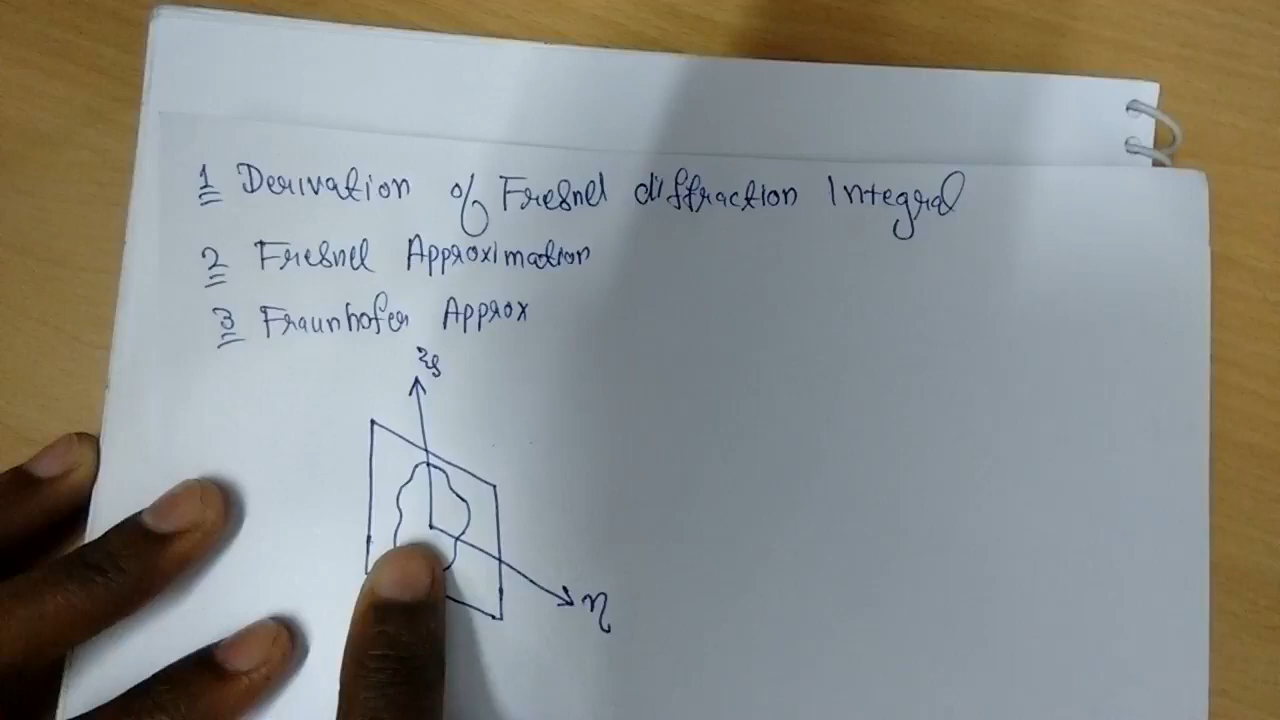 1 Derivation of Fresnel diffraction Integral
2 Fresnel Approximation
3 Fraunhofer Approx
η